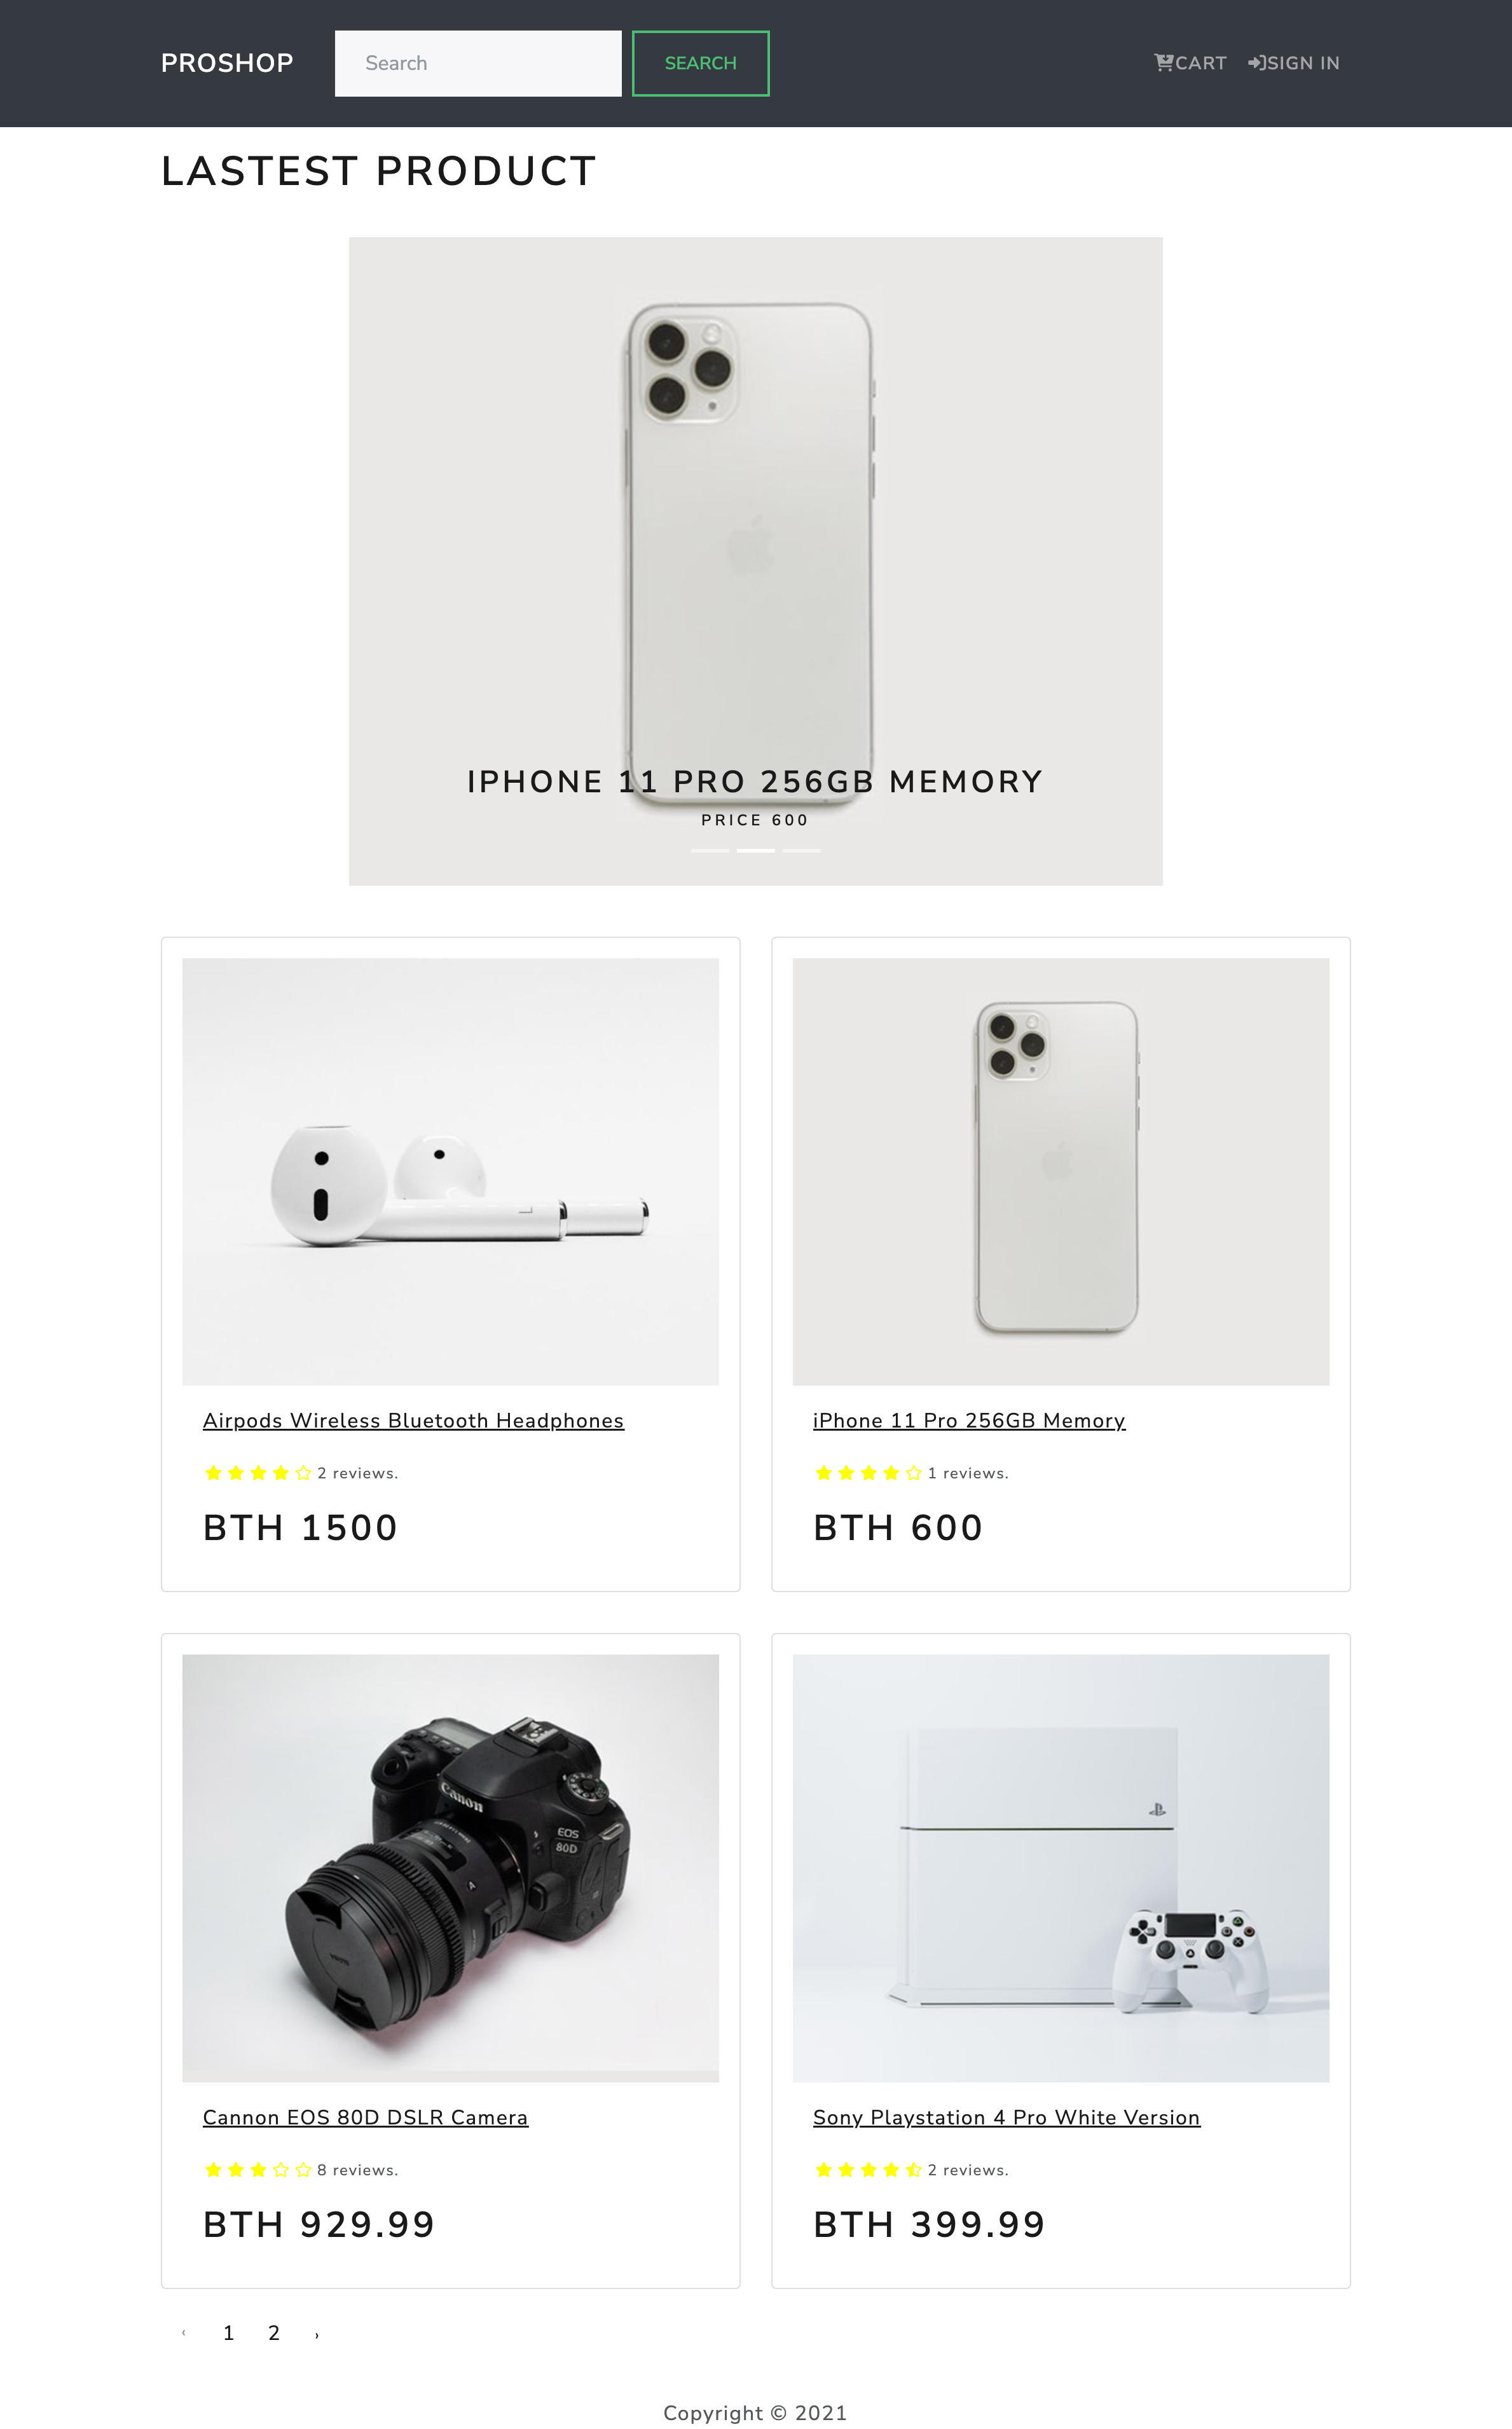 PROSHOP
Search
SEARCH
CART
SIGN IN
LASTEST PRODUCT
IPHONE 11 PRO 256GB MEMORY
PRICE 600
Airpods Wireless Bluetooth Headphones
2 reviews.
BTH 1500
iPhone 11 Pro 256GB Memory
1 reviews.
BTH 600
Canon
EOS
80D
A
Cannon EOS 80D DSLR Camera
8 reviews.
BTH 929.99
Sony Playstation 4 Pro White Version
2 reviews.
BTH 399.99
‹ 1 2 ›
Copyright © 2021